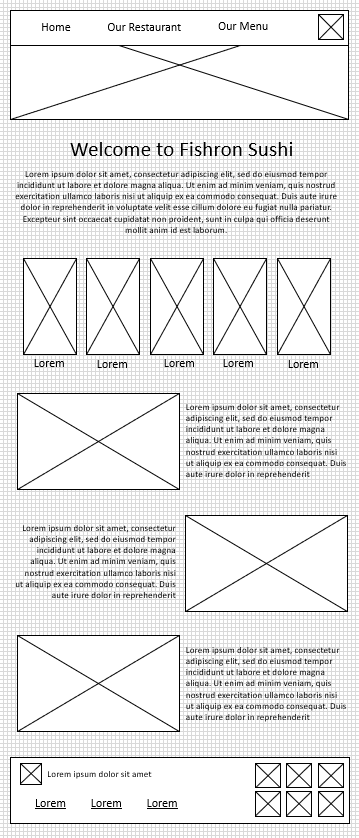 Home Our Restaurant Our Menu
Welcome to Fishron Sushi
Lorem ipsum dolor sit amet, consectetur adipiscing elit, sed do eiusmod tempor
incididunt ut labore et dolore magna aliqua. Ut enim ad minim veniam, quis nostrud
exercitation ullamco laboris nisi ut aliquip ex ea commodo consequat. Duis aute irure
dolor in reprehenderit in voluptate velit esse cillum dolore eu fugiat nulla pariatur.
Excepteur sint occaecat cupidatat non proident, sunt in culpa qui officia deserunt
mollit anim id est laborum.
Lorem Lorem Lorem Lorem Lorem
Lorem ipsum dolor sit amet, consectetur
adipiscing elit, sed do eiusmod tempor
incididunt ut labore et dolore magna
aliqua. Ut enim ad minim veniam, quis
nostrud exercitation ullamco laboris nisi
ut aliquip ex ea commodo consequat. Duis
aute irure dolor in reprehenderit
Lorem ipsum dolor sit amet, consectetur
adipiscing elit, sed do eiusmod tempor
incididunt ut labore et dolore magna
aliqua. Ut enim ad minim veniam, quis
nostrud exercitation ullamco laboris nisi
ut aliquip ex ea commodo consequat. Duis
aute irure dolor in reprehenderit
Lorem ipsum dolor sit amet, consectetur
adipiscing elit, sed do eiusmod tempor
incididunt ut labore et dolore magna
aliqua. Ut enim ad minim veniam, quis
nostrud exercitation ullamco laboris nisi
ut aliquip ex ea commodo consequat. Duis
aute irure dolor in reprehenderit
Lorem ipsum dolor sit amet
Lorem Lorem Lorem